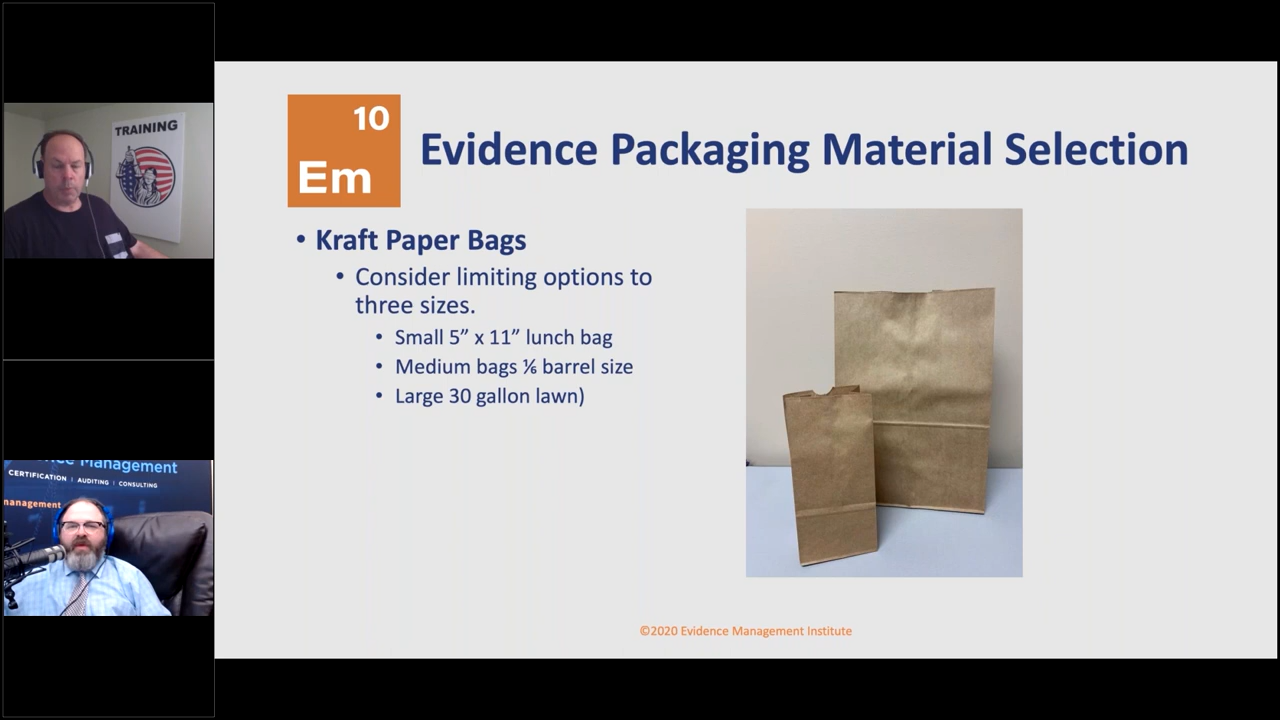 TRAINING
ence Management
CERTIFICATION | AUDITING | CONSULTING
management
10
Em
Evidence Packaging Material Selection
• Kraft Paper Bags
• Consider limiting options to
three sizes.
• Small 5” x 11” lunch bag
• Medium bags ⅙ barrel size
• Large 30 gallon lawn)
©2020 Evidence Management Institute